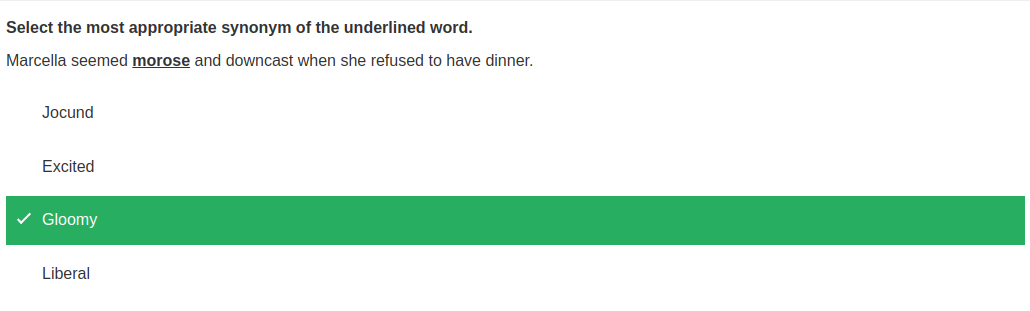 Select the most appropriate synonym of the underlined word.
Marcella seemed morose and downcast when she refused to have dinner.
Jocund
Excited
Gloomy
Liberal